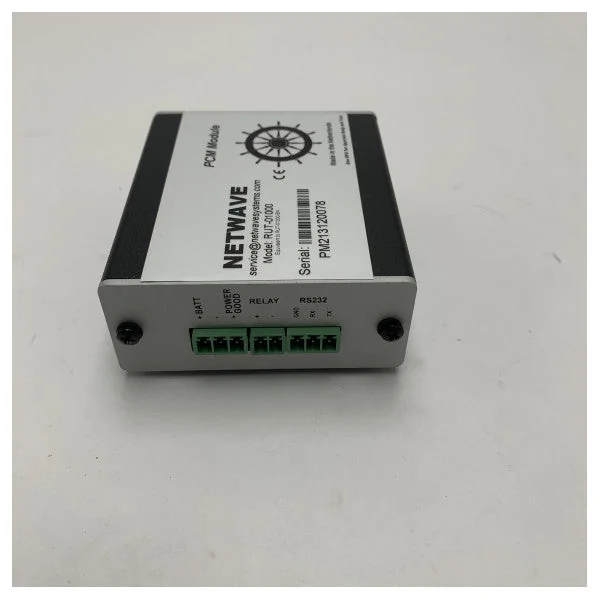 PCM Module
NETWAVE
service@netwavesystems.com
Model: RUT-01000
Made in the Netherlands
CE
Serial:
PM213120078
+ BATT -
POWER GOOD +
RELAY
+ -
RS232
GND RX TX